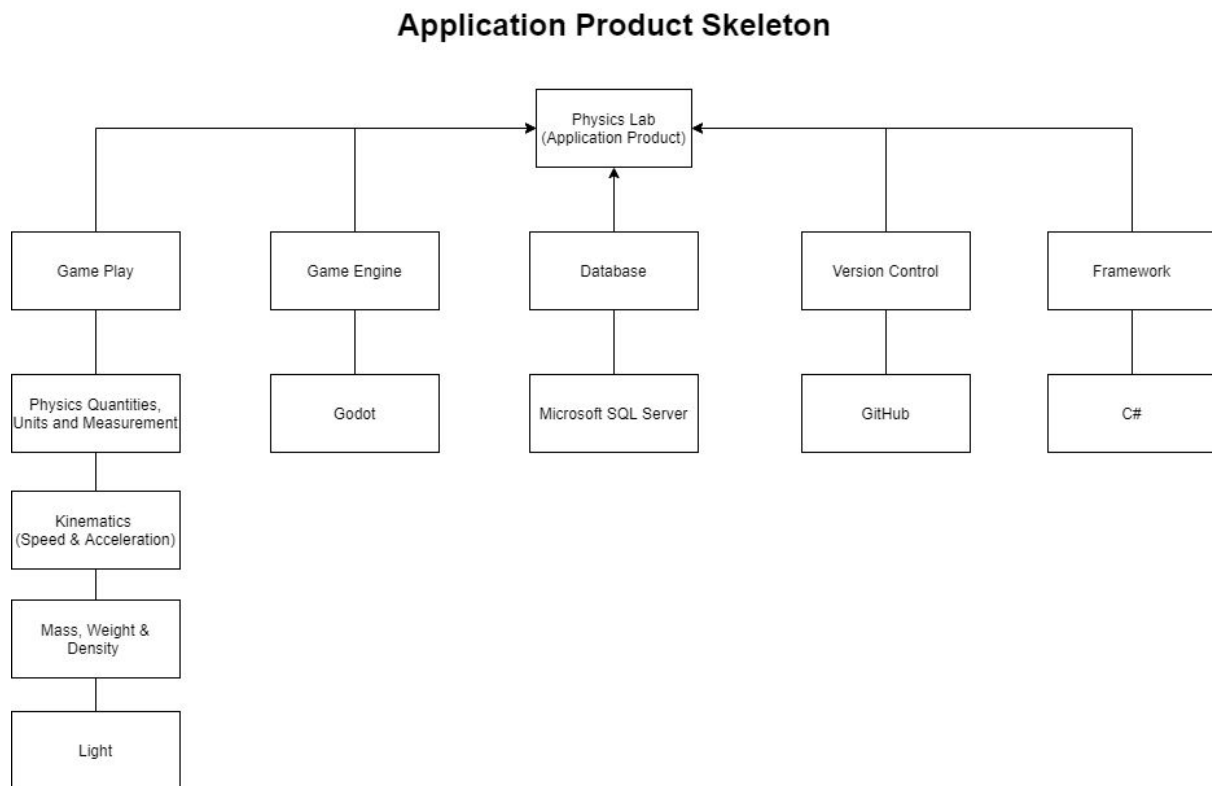 Application Product Skeleton
Physics Lab
(Application Product)
Game Play
Game Engine
Database
Version Control
Framework
Physics Quantities,
Units and Measurement
Godot
Microsoft SQL Server
GitHub
C#
Kinematics
(Speed & Acceleration)
Mass, Weight &
Density
Light